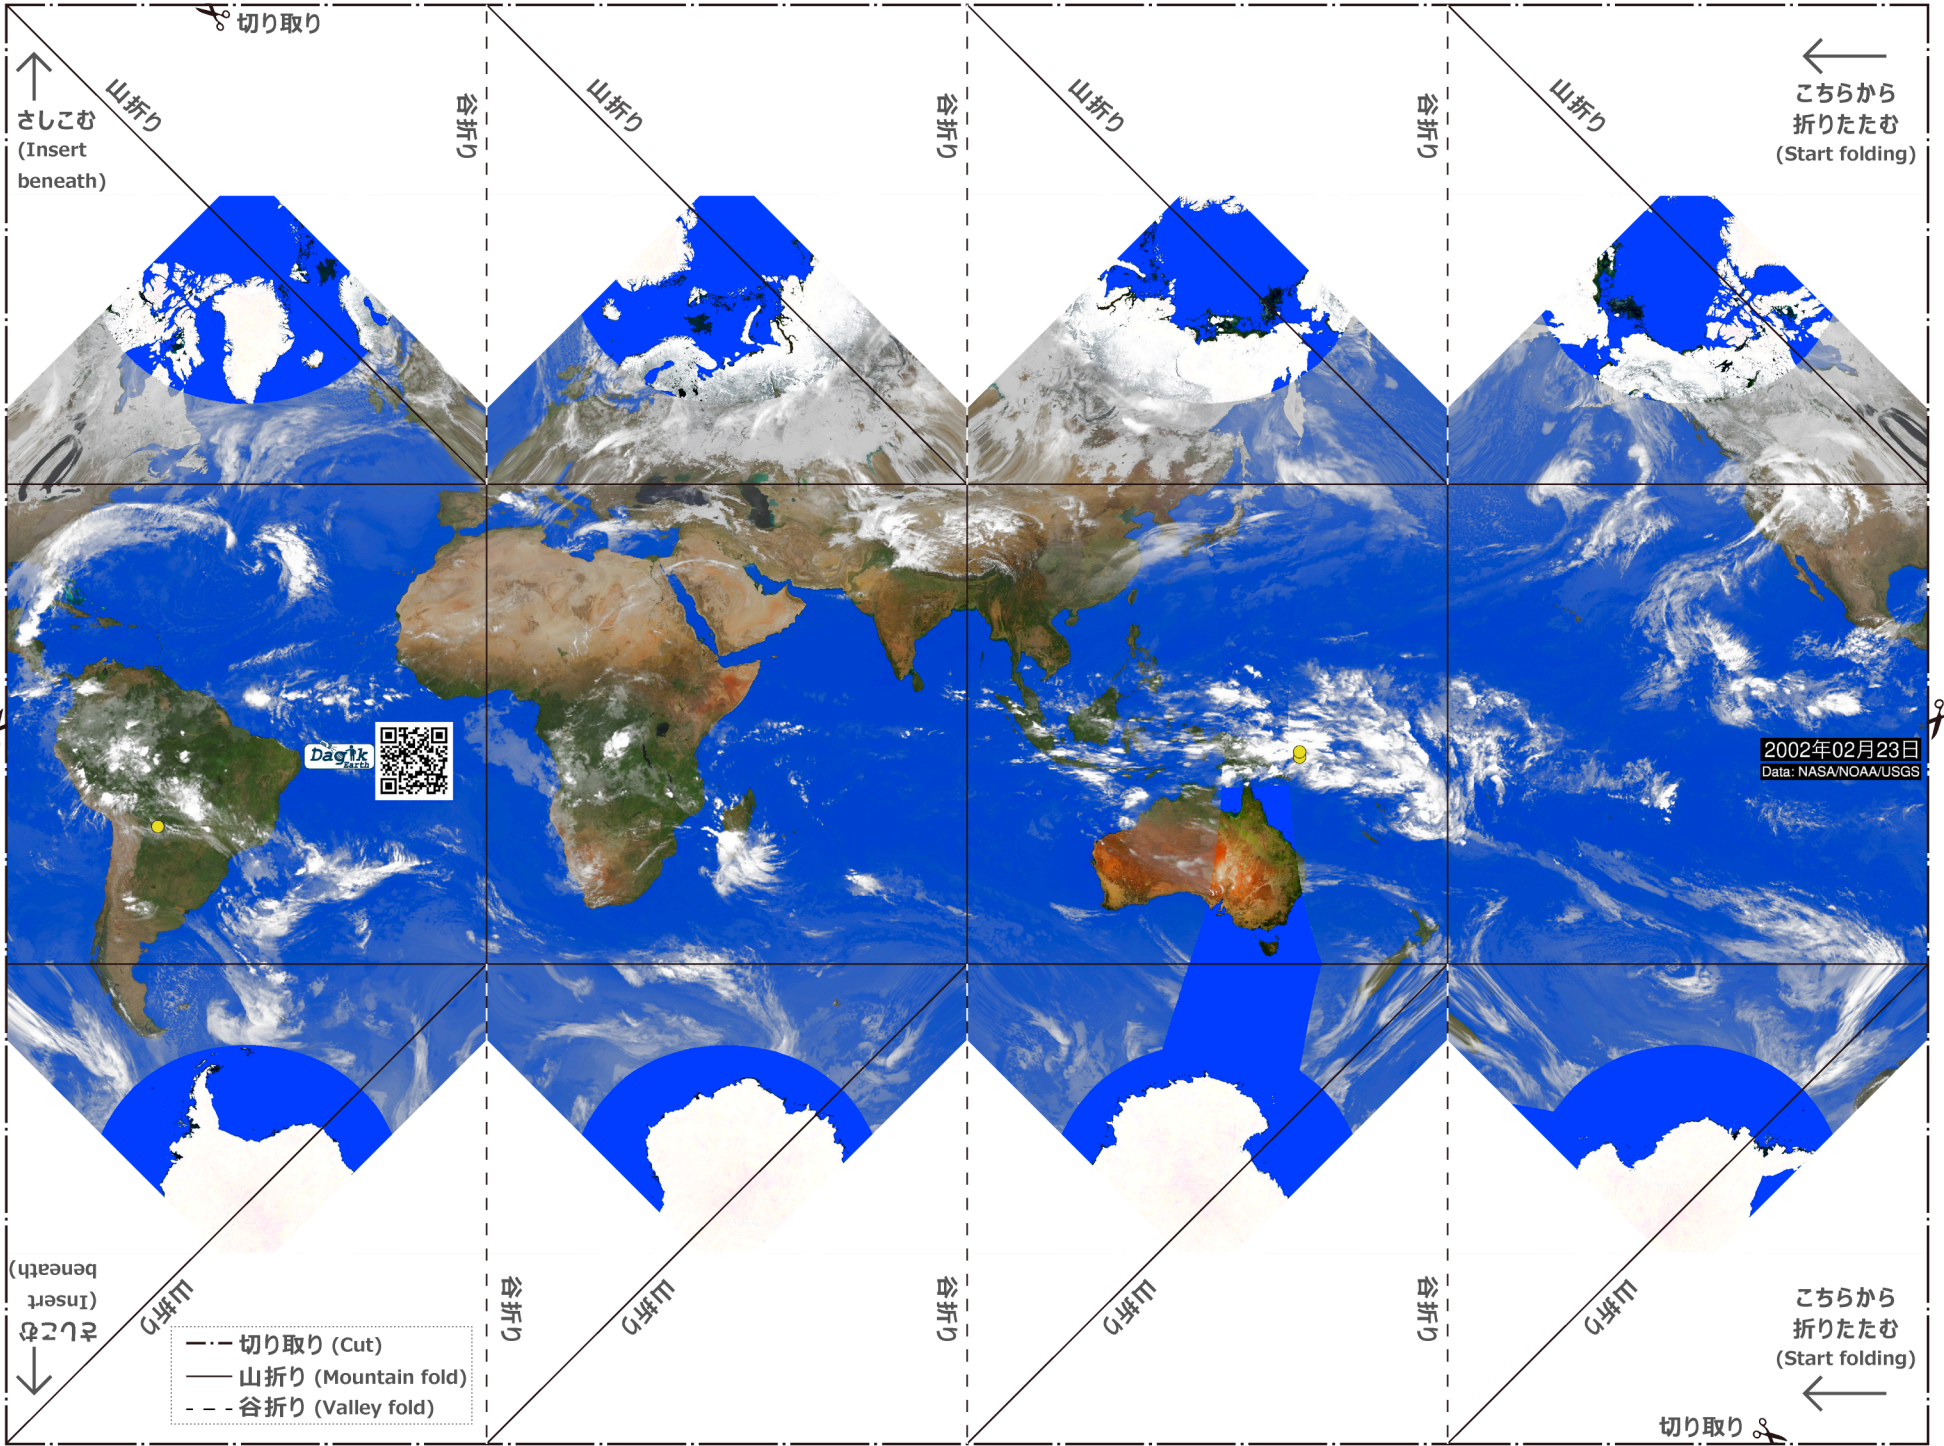 切り取り
山折り
谷折り
山折り
谷折り
山折り
谷折り
山折り
さしこむ
(Insert
beneath)
こちらから
折りたたむ
(Start folding)
Dagik
Earth
2002年02月23日
Data: NASA/NOAA/USGS
さしこむ
(Insert
beneath)
山折り
谷折り
山折り
谷折り
山折り
谷折り
山折り
切り取り (Cut)
山折り (Mountain fold)
谷折り (Valley fold)
こちらから
折りたたむ
(Start folding)
切り取り